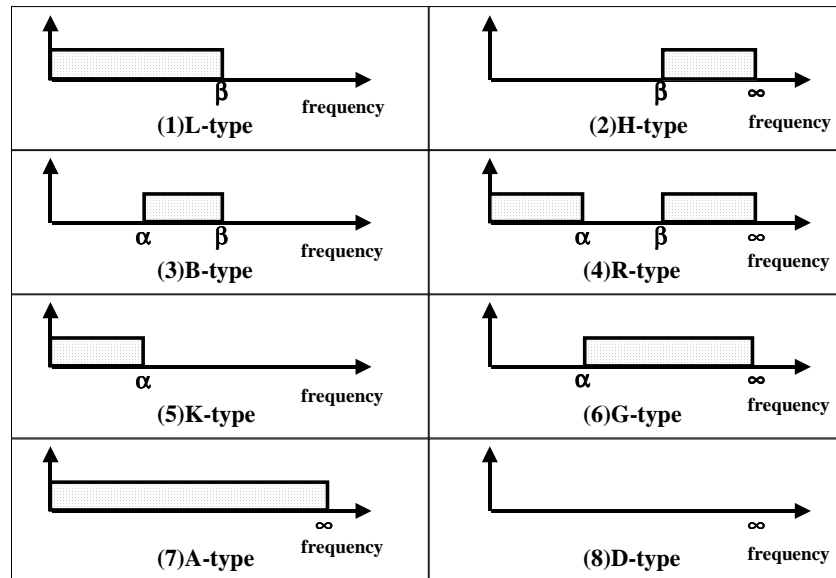 β
frequency
(1)L-type
β
∞
(2)H-type
frequency
α
β
frequency
(3)B-type
α
β
∞
frequency
(4)R-type
α
frequency
(5)K-type
α
∞
frequency
(6)G-type
∞
frequency
(7)A-type
∞
frequency
(8)D-type